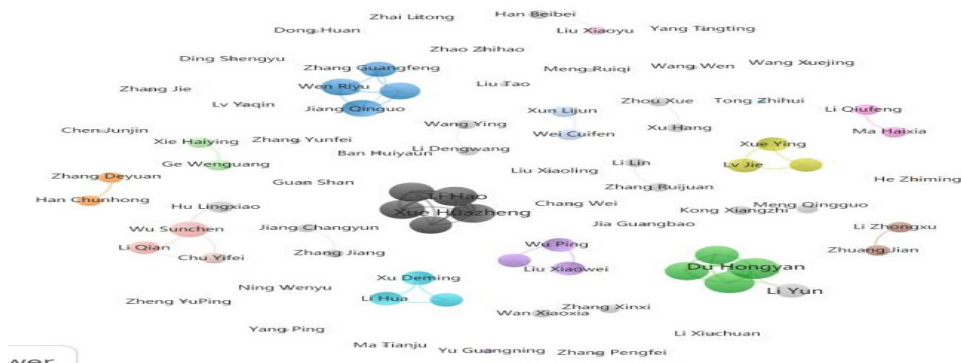 Han Beibei
Zhai Litong
Dong Huan
Liu Xiaoyu
Yang Tingting
Zhao Zhihao
Ding Shengyu
Zhang Guangfeng
Meng Ruiqi
Wang Wen
Wang Xuejing
Wen Riyu
Liu Tao
Zhang Jie
Lv Yaqin
Jiang Qinguo
Xun Lijun
Zhou Xue
Tong Zhihui
Li Qiufeng
Wang Ying
Chen Junjin
Xie Haiying
Zhang Yunfei
Wei Cuifen
Xu Hang
Ma Haixia
Xue Ying
Ban Huiyaun
Li Dengwang
Ge Wenguang
Li Lin
Lv Jie
Zhang Deyuan
Guan Shan
Liu Xiaoling
Zhang Ruijuan
He Zhiming
Li Hao
Han Chunhong
Hu Lingxiao
Xue Huazheng
Chang Wei
Kong Xiangzhi
Meng Qingguo
Wu Sunchen
Jiang Changyun
Jia Guangbao
Li Zhongxu
Li Qian
Wu Ping
Zhuang Jian
Chu Yifei
Zhang Jiang
Liu Xiaowei
Du Hongyan
Xu Deming
Ning Wenyu
Li Yun
Zheng YuPing
Li Hua
Zhang Xinxi
Wan Xiaoxia
Yang Ping
Li Xiuchuan
Ma Tianju
Yu Guangning
Zhang Pengfei